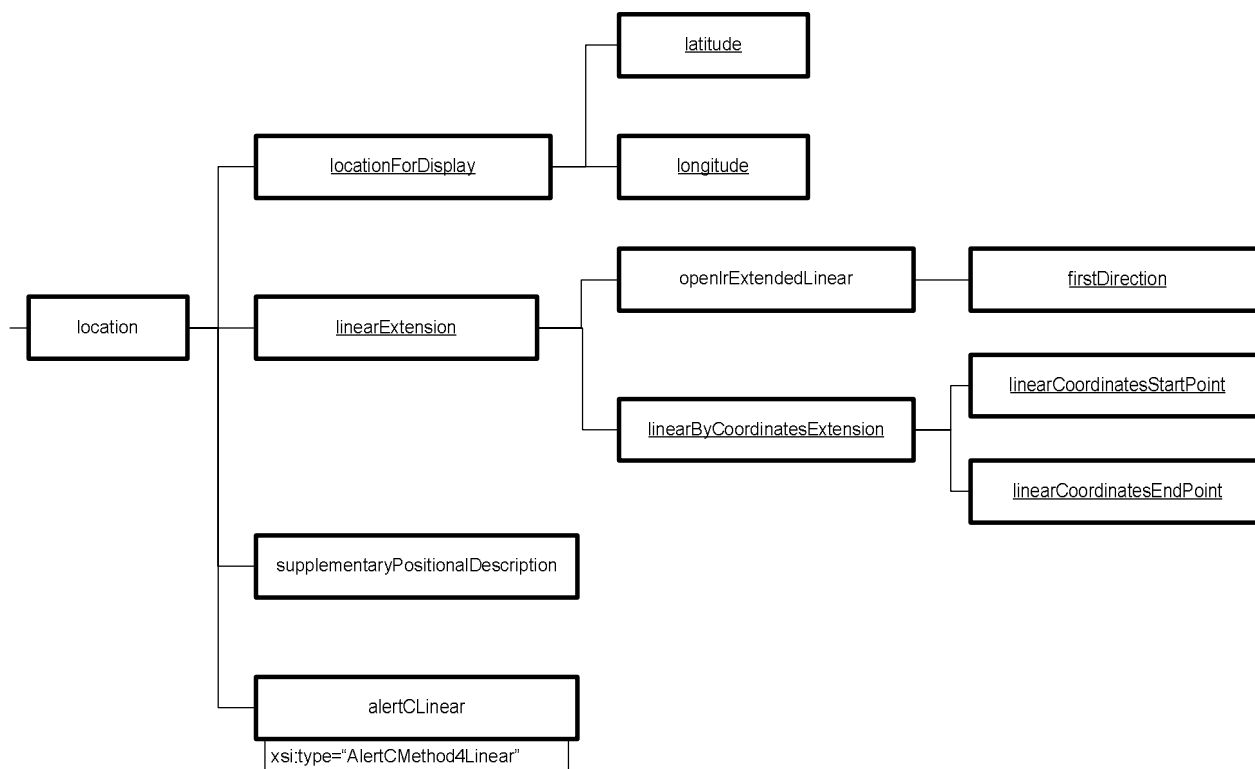 latitude
locationForDisplay
longitude
openlrExtendedLinear
firstDirection
location
linearExtension
linearCoordinatesStartPoint
linearByCoordinatesExtension
linearCoordinatesEndPoint
supplementaryPositionalDescription
alertCLinear
xsi:type=“AlertCMethod4Linear”